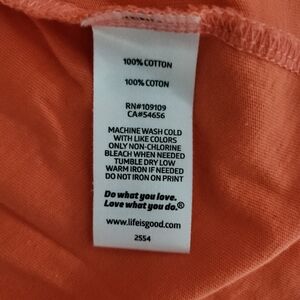 100% COTTON
100% COTON
RN#109109
CA#54656
MACHINE WASH COLD
WITH LIKE COLORS
ONLY NON-CHLORINE
BLEACH WHEN NEEDED
TUMBLE DRY LOW
WARM IRON IF NEEDED
DO NOT IRON ON PRINT
Do what you love.
Love what you do.®
www.lifeisgood.com
2554